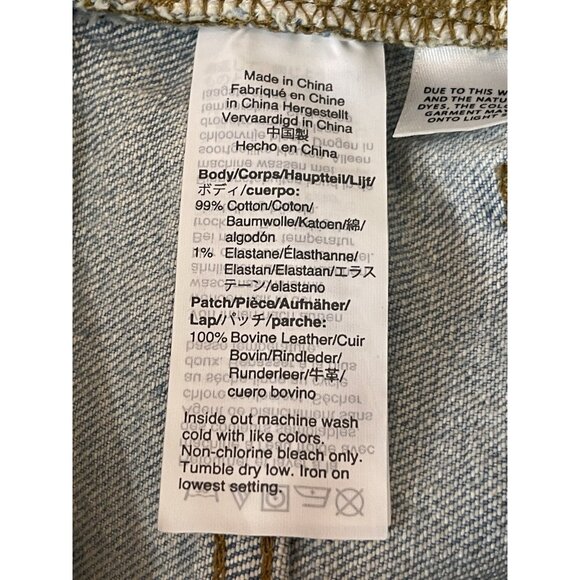 Made in China
Fabriqué en Chine
in China Hergestellt
Vervaardigd in China
中国製
Hecho en China
Body/Corps/Hauptteil/Lijf/
ボディ/cuerpo:
99% Cotton/Coton/
Baumwolle/Katoen/綿/
algodón
1% Elastane/Élasthanne/
Elastan/Elastaan/エラス
テーン/elastano
Patch/Pièce/Aufnäher/
Lap/パッチ/parche:
100% Bovine Leather/Cuir
Bovin/Rindleder/
Runderleer/牛革/
cuero bovino
Inside out machine wash
cold with like colors.
Non-chlorine bleach only.
Tumble dry low. Iron on
lowest setting.
DUE TO THIS W
AND THE NATU
DYES, THE COL
GARMENT MA
ONTO LIGHT